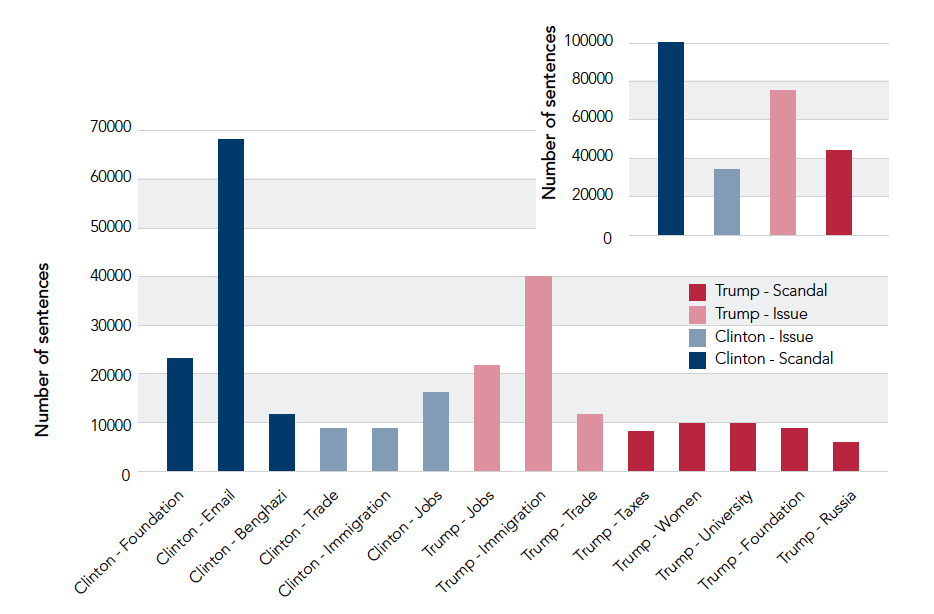 Number of sentences
100000
80000
60000
40000
20000
0
Number of sentences
70000
60000
50000
40000
30000
20000
10000
0
Trump - Scandal
Trump - Issue
Clinton - Issue
Clinton - Scandal
Clinton - Foundation
Clinton - Email
Clinton - Benghazi
Clinton - Trade
Clinton - Immigration
Clinton - Jobs
Trump - Jobs
Trump - Immigration
Trump - Trade
Trump - Taxes
Trump - Women
Trump - University
Trump - Foundation
Trump - Russia